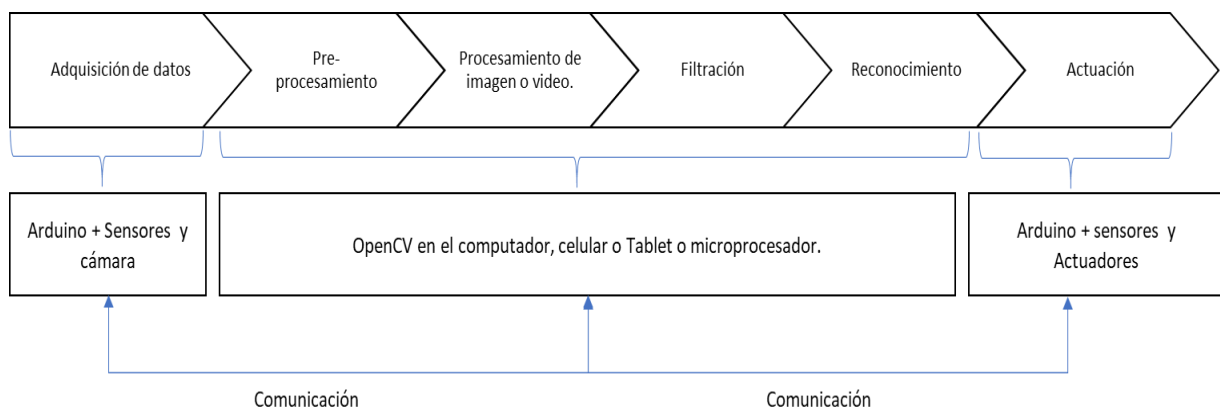 Adquisición de datos
Pre-
procesamiento
Procesamiento de
imagen o video.
Filtración
Reconocimiento
Actuación
Arduino + Sensores y
cámara
OpenCV en el computador, celular o Tablet o microprocesador.
Arduino + sensores y
Actuadores
Comunicación
Comunicación